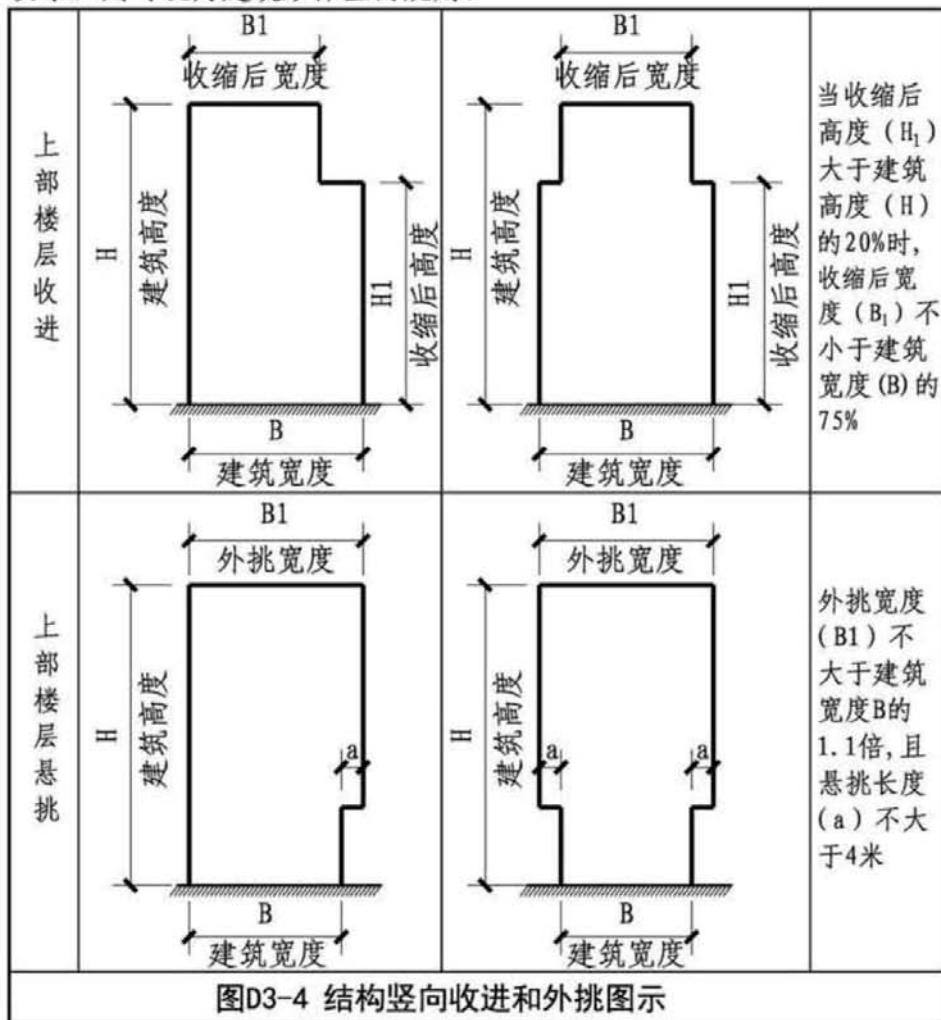 上部楼层收进
B1
收缩后宽度
H
建筑高度
H1
收缩后高度
B
建筑宽度
B1
收缩后宽度
H
建筑高度
H1
收缩后高度
B
建筑宽度
当收缩后
高度(H₁)
大于建筑
高度(H)
的20%时,
收缩后宽
度(B₁)不
小于建筑
宽度(B)的
75%
上部楼层悬挑
B1
外挑宽度
H
建筑高度
a
B
建筑宽度
B1
外挑宽度
H
建筑高度
a
a
B
建筑宽度
外挑宽度
(B1)不
大于建筑
宽度B的
1.1倍,且
悬挑长度
(a)不大
于4米
图D3-4 结构竖向收进和外挑图示